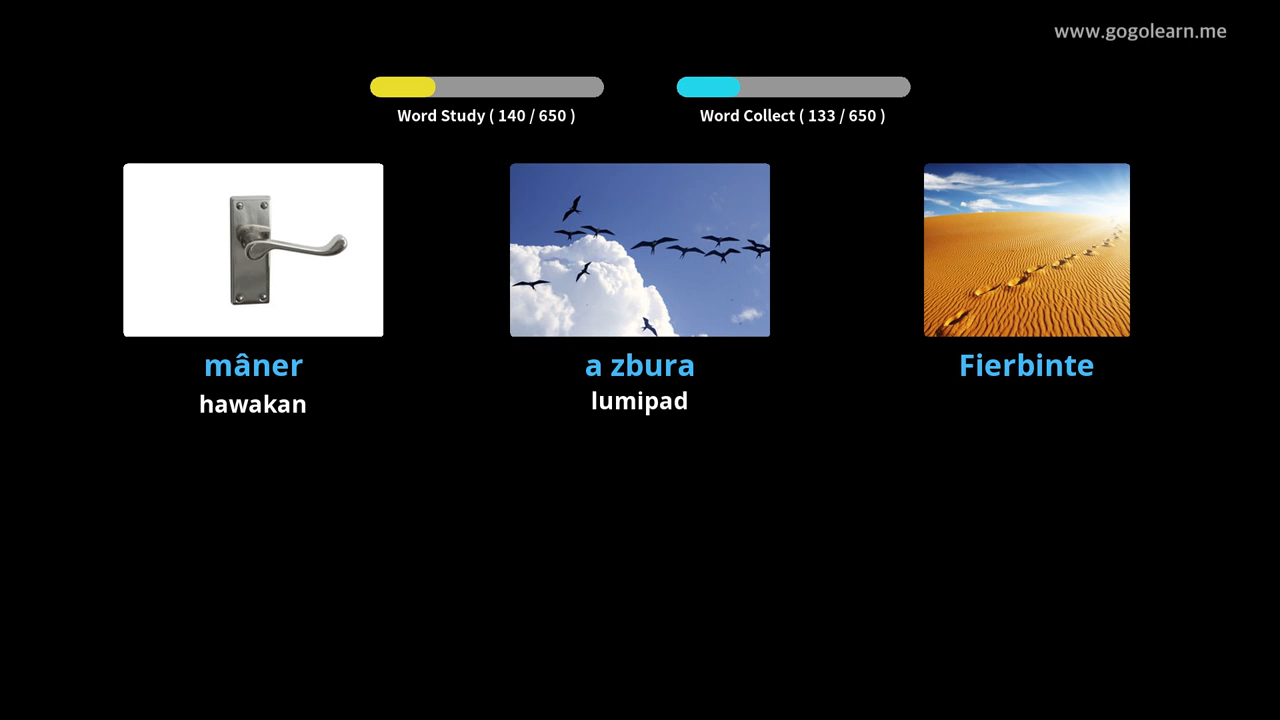 www.gogolearn.me
Word Study ( 140 / 650 )
Word Collect ( 133 / 650 )
mâner
hawakan
a zbura
lumipad
Fierbinte